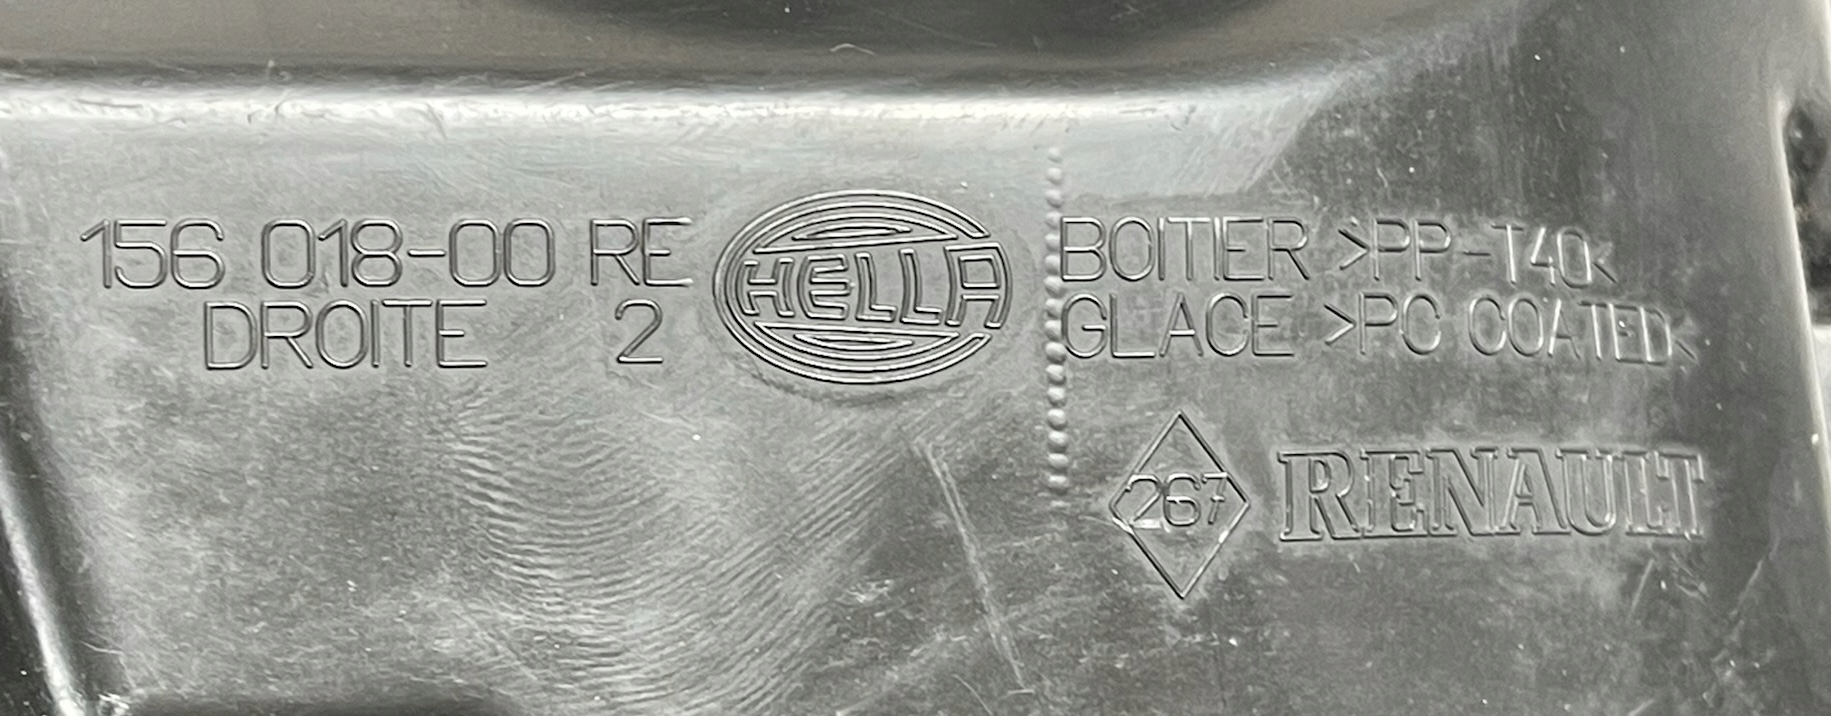 156 018-00 RE
DROITE 2
HELLA
BOITIER >PP-T40<
GLACE >PC COATED<
267
RENAULT